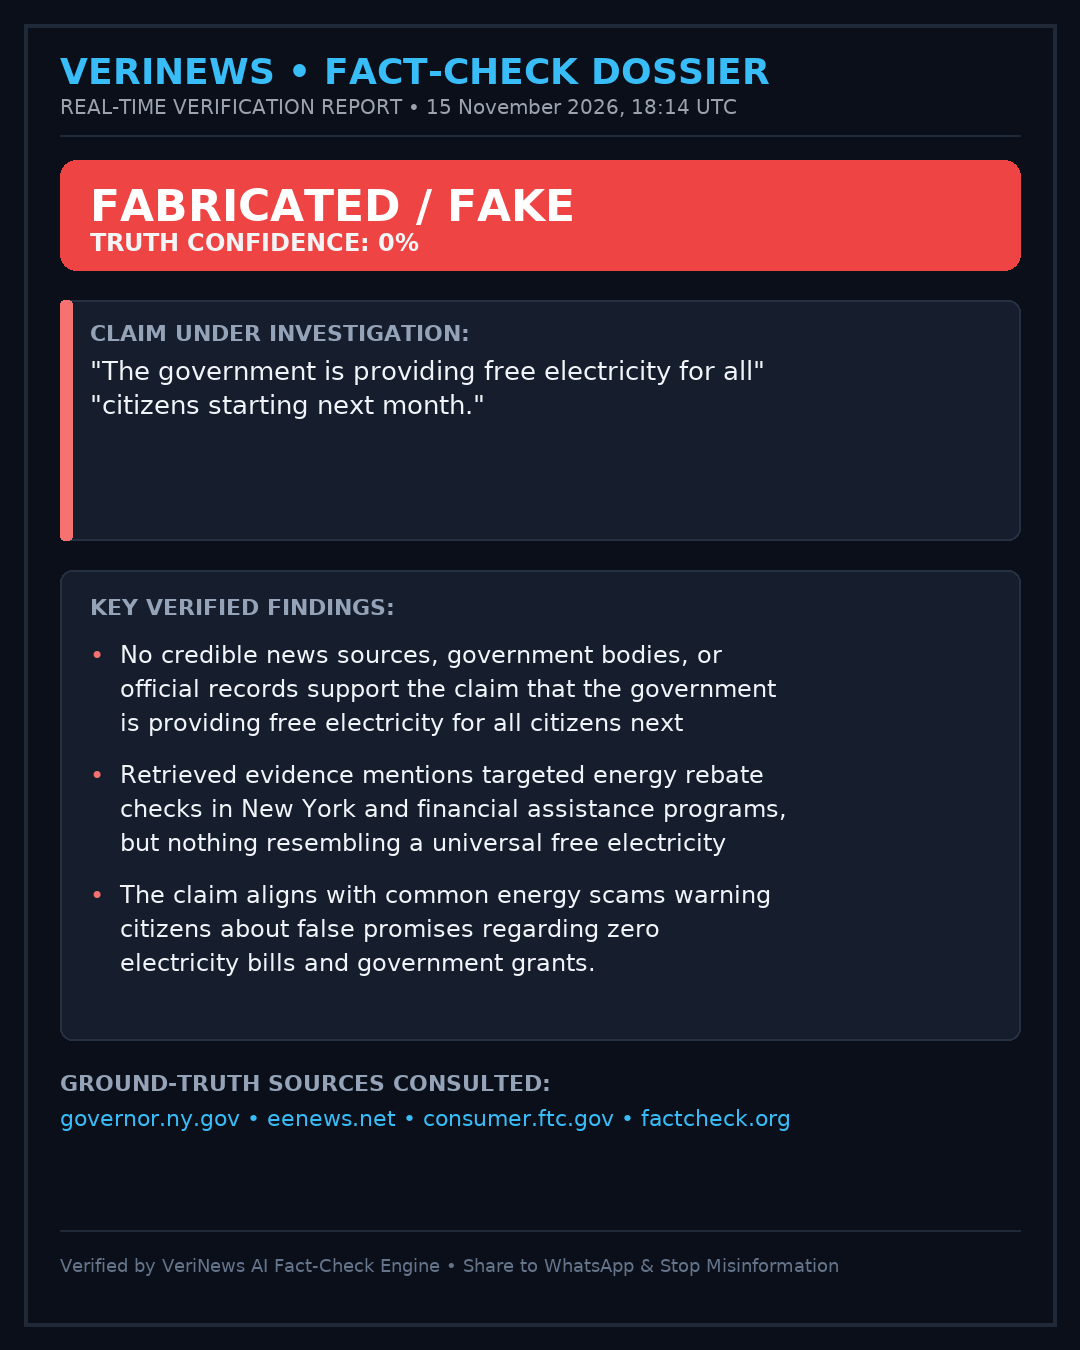 VERINEWS • FACT-CHECK DOSSIER
REAL-TIME VERIFICATION REPORT • 15 November 2026, 18:14 UTC
FABRICATED / FAKE
TRUTH CONFIDENCE: 0%
CLAIM UNDER INVESTIGATION:
"The government is providing free electricity for all"
"citizens starting next month."
KEY VERIFIED FINDINGS:
• No credible news sources, government bodies, or
official records support the claim that the government
is providing free electricity for all citizens next
• Retrieved evidence mentions targeted energy rebate
checks in New York and financial assistance programs,
but nothing resembling a universal free electricity
• The claim aligns with common energy scams warning
citizens about false promises regarding zero
electricity bills and government grants.
GROUND-TRUTH SOURCES CONSULTED:
governor.ny.gov • eenews.net • consumer.ftc.gov • factcheck.org
Verified by VeriNews AI Fact-Check Engine • Share to WhatsApp & Stop Misinformation